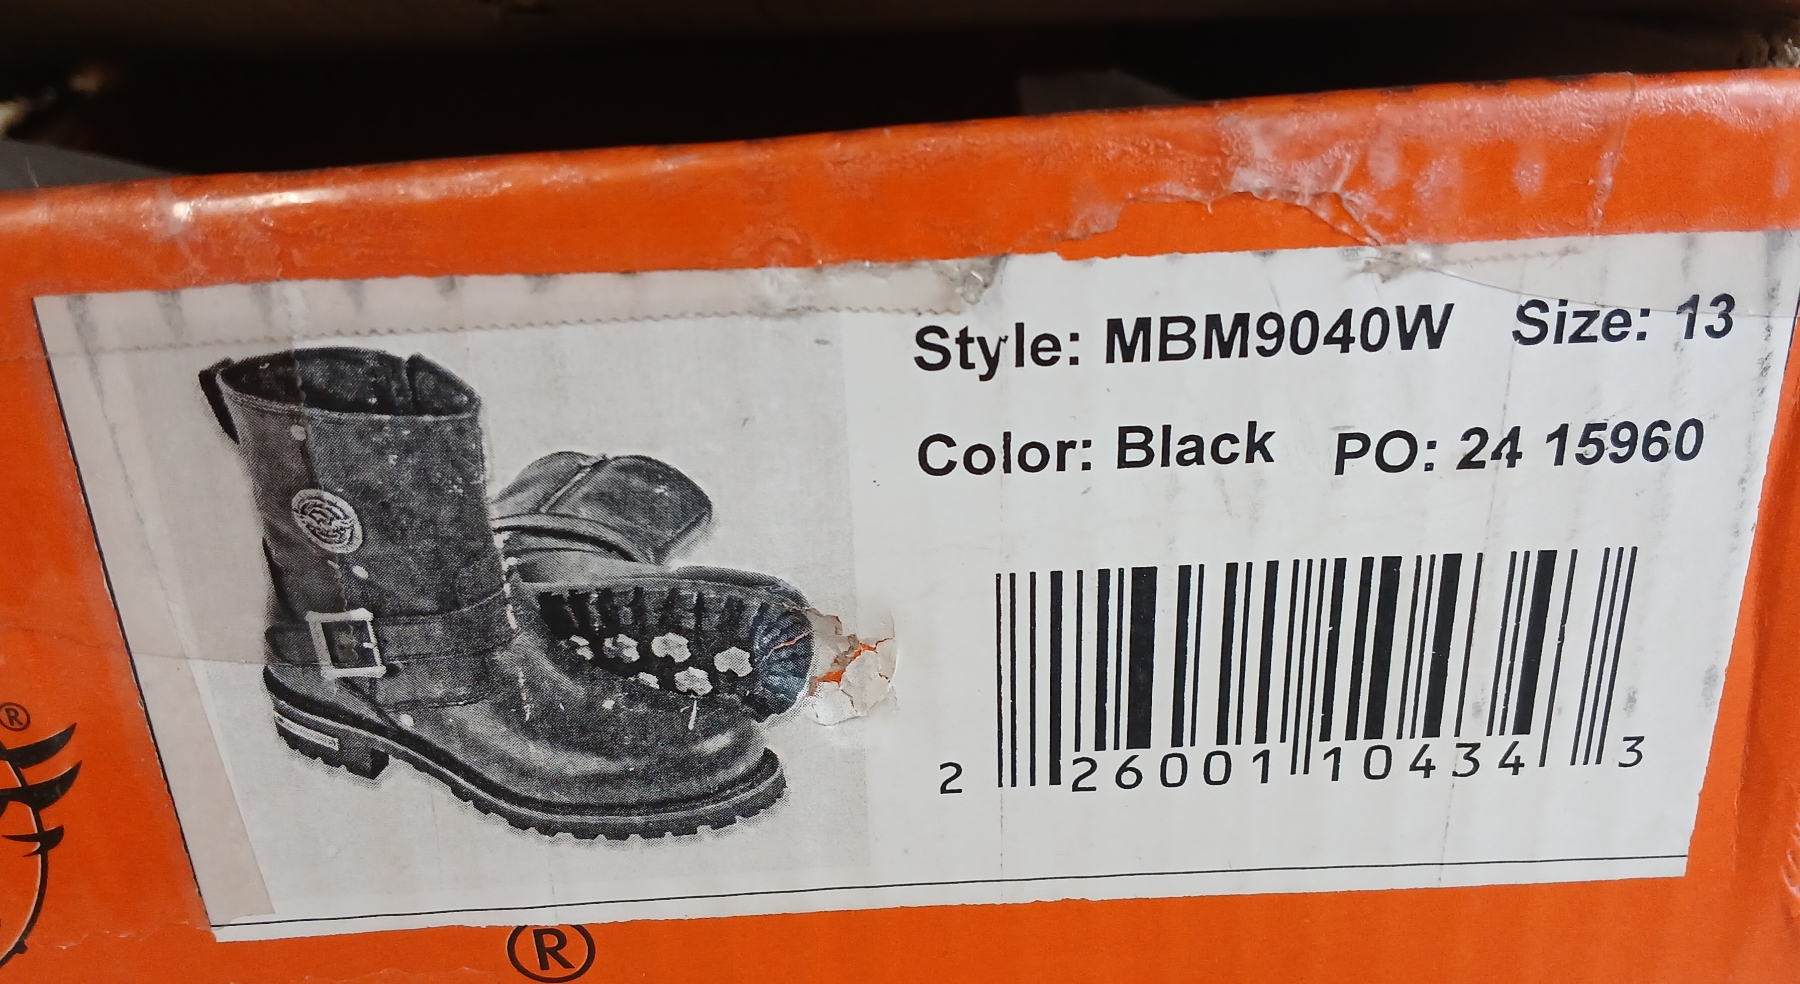 Style: MBM9040W Size: 13
Color: Black PO: 24 15960
2 26001 10434 3
®
®